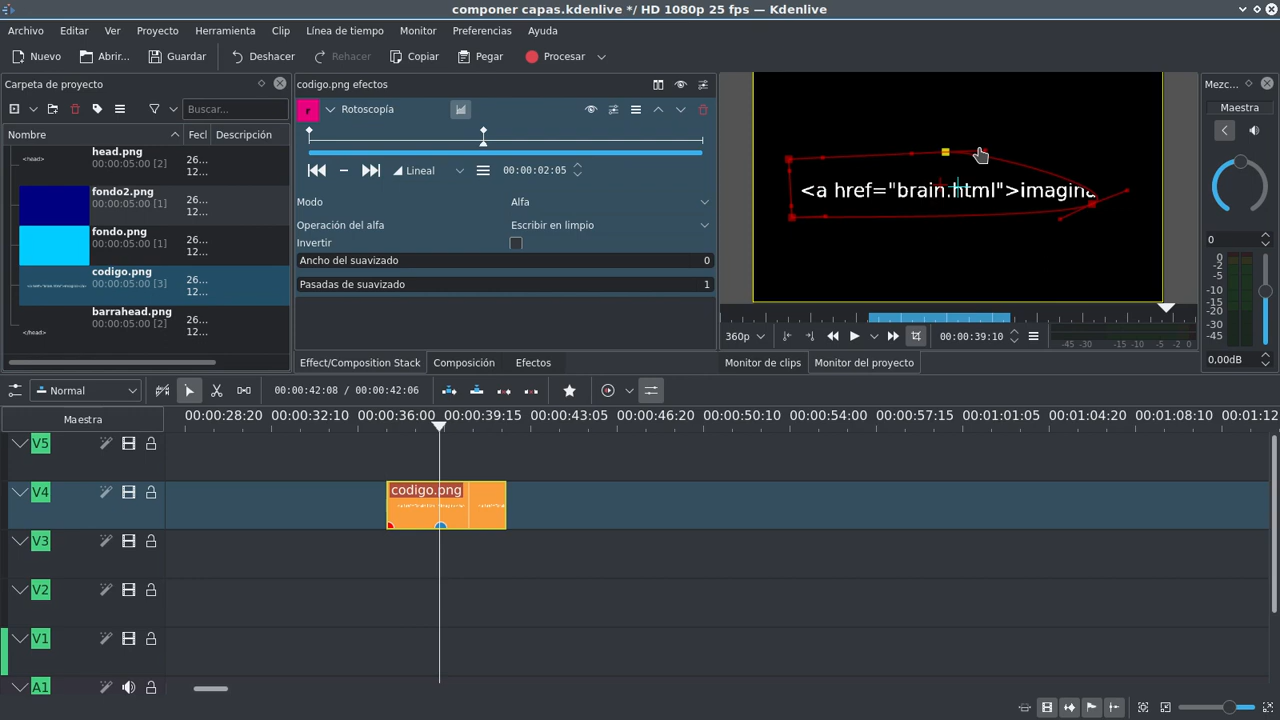 componer capas.kdenlive */ HD 1080p 25 fps — Kdenlive
Archivo Editar Ver Proyecto Herramienta Clip Línea de tiempo Monitor Preferencias Ayuda
Nuevo Abrir... Guardar Deshacer Rehacer Copiar Pegar Procesar
Carpeta de proyecto
Buscar...
Nombre Fecl Descripción
head.png
00:00:05:00 [2]
26...
12...
<head>
fondo2.png
00:00:05:00 [1]
26...
12...
fondo.png
00:00:05:00 [1]
26...
12...
codigo.png
00:00:05:00 [3]
26...
12...
barrahead.png
00:00:05:00 [2]
26...
12...
</head>
codigo.png efectos
r Rotoscopía
Lineal 00:00:02:05
Modo Alfa
Operación del alfa Escribir en limpio
Invertir
Ancho del suavizado 0
Pasadas de suavizado 1
Effect/Composition Stack Composición Efectos
<a href="brain.html">imagina
360p 00:00:39:10
-45 -30 -20 -15 -12 -10 -8 -6 -5 -4 -3 -2 0
Monitor de clips Monitor del proyecto
Mezc...
Maestra
0
0
-2
-5
-10
-15
-20
-30
-45
0,00dB
Normal 00:00:42:08 / 00:00:42:06
Maestra
00:00:28:20 00:00:32:10 00:00:36:00 00:00:39:15 00:00:43:05 00:00:46:20 00:00:50:10 00:00:54:00 00:00:57:15 00:01:01:05 00:01:04:20 00:01:08:10 00:01:12
V5
V4
codigo.png
V3
V2
V1
A1